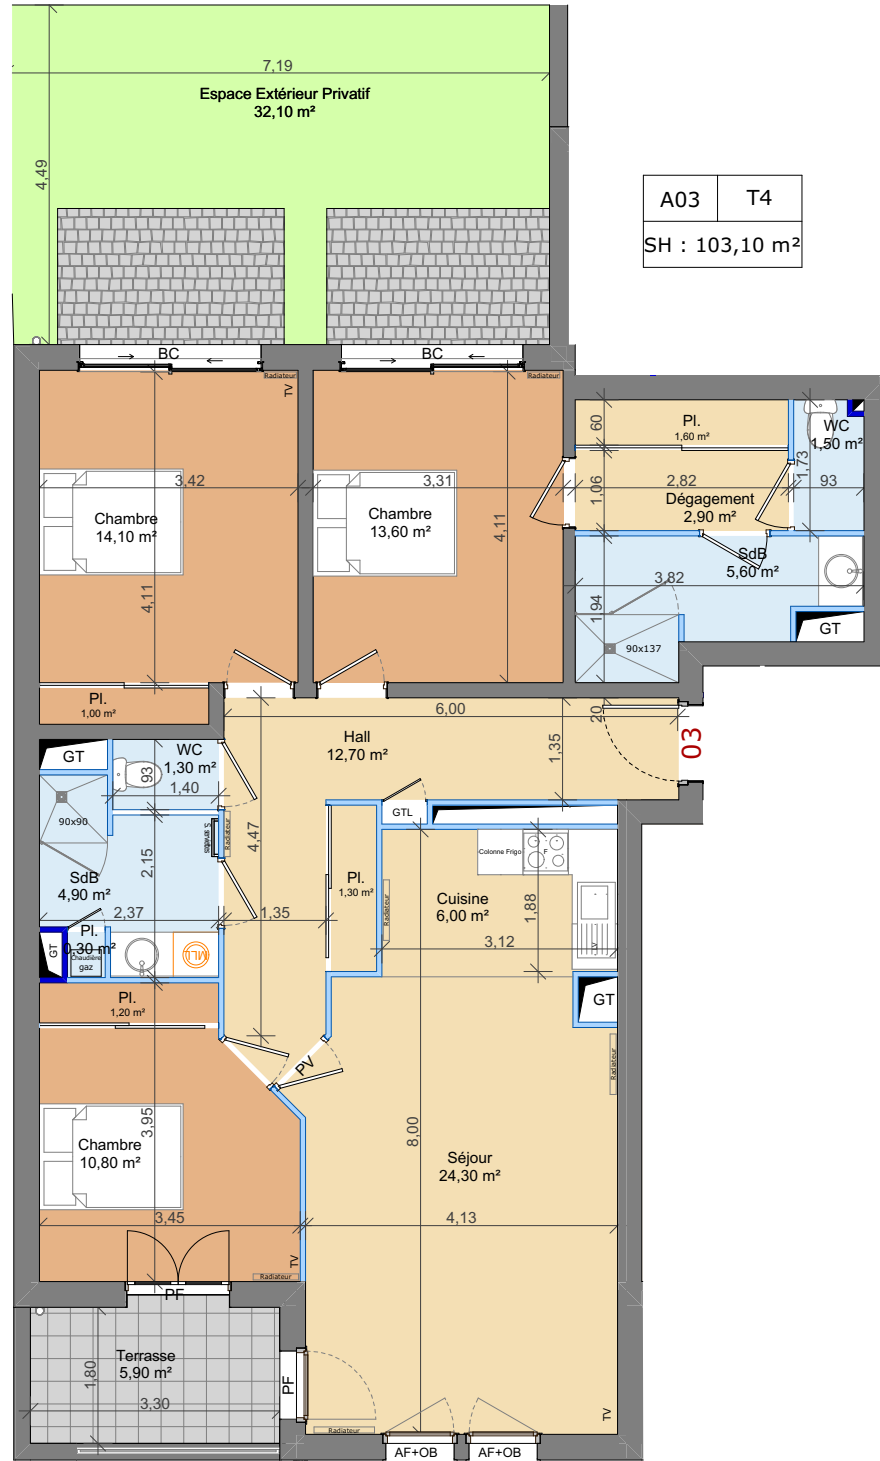 7,19
Espace Extérieur Privatif
32,10 m²
4,49
A03 T4
SH : 103,10 m²
BC
BC
Radiateur
TV
Radiateur
60
Pl.
1,60 m²
WC
1,50 m²
1,73
3,42
3,31
1,06
2,82
93
Dégagement
2,90 m²
Chambre
14,10 m²
Chambre
13,60 m²
4,11
4,11
SdB
5,60 m²
3,82
1,94
GT
90x137
Pl.
1,00 m²
6,00
20
03
Hall
12,70 m²
1,35
GT
WC
1,30 m²
93
1,40
GTL
90x90
Radiateur
4,47
Colonne Frigo
F
2,15
SdB
4,90 m²
Pl.
1,30 m²
Radiateur
Cuisine
6,00 m²
1,88
2,37
1,35
Pl.
0,30 m²
GT
Chaudière
gaz
MLL
3,12
LV
Pl.
1,20 m²
GT
PV
Radiateur
3,95
Chambre
10,80 m²
8,00
Séjour
24,30 m²
3,45
4,13
TV
Radiateur
PF
Terrasse
5,90 m²
1,80
3,30
PF
TV
Radiateur
AF+OB
AF+OB